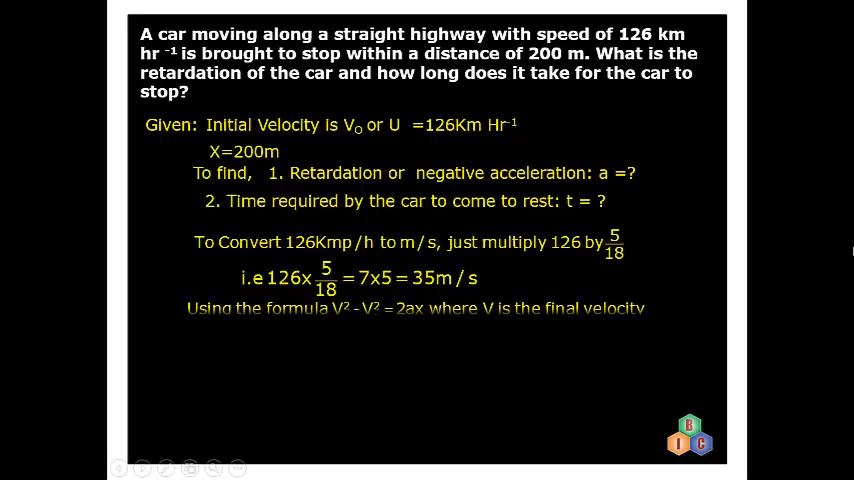 A car moving along a straight highway with speed of 126 km
hr -1 is brought to stop within a distance of 200 m. What is the
retardation of the car and how long does it take for the car to
stop?
Given: Initial Velocity is VO or U =126Km Hr-1
X=200m
To find, 1. Retardation or negative acceleration: a =?
2. Time required by the car to come to rest: t = ?
To Convert 126Kmp/h to m/s, just multiply 126 by 5/18
i.e 126x 5/18 = 7x5 = 35m/s
Using the formula V² - V² = 2ax where V is the final velocity
B
I C